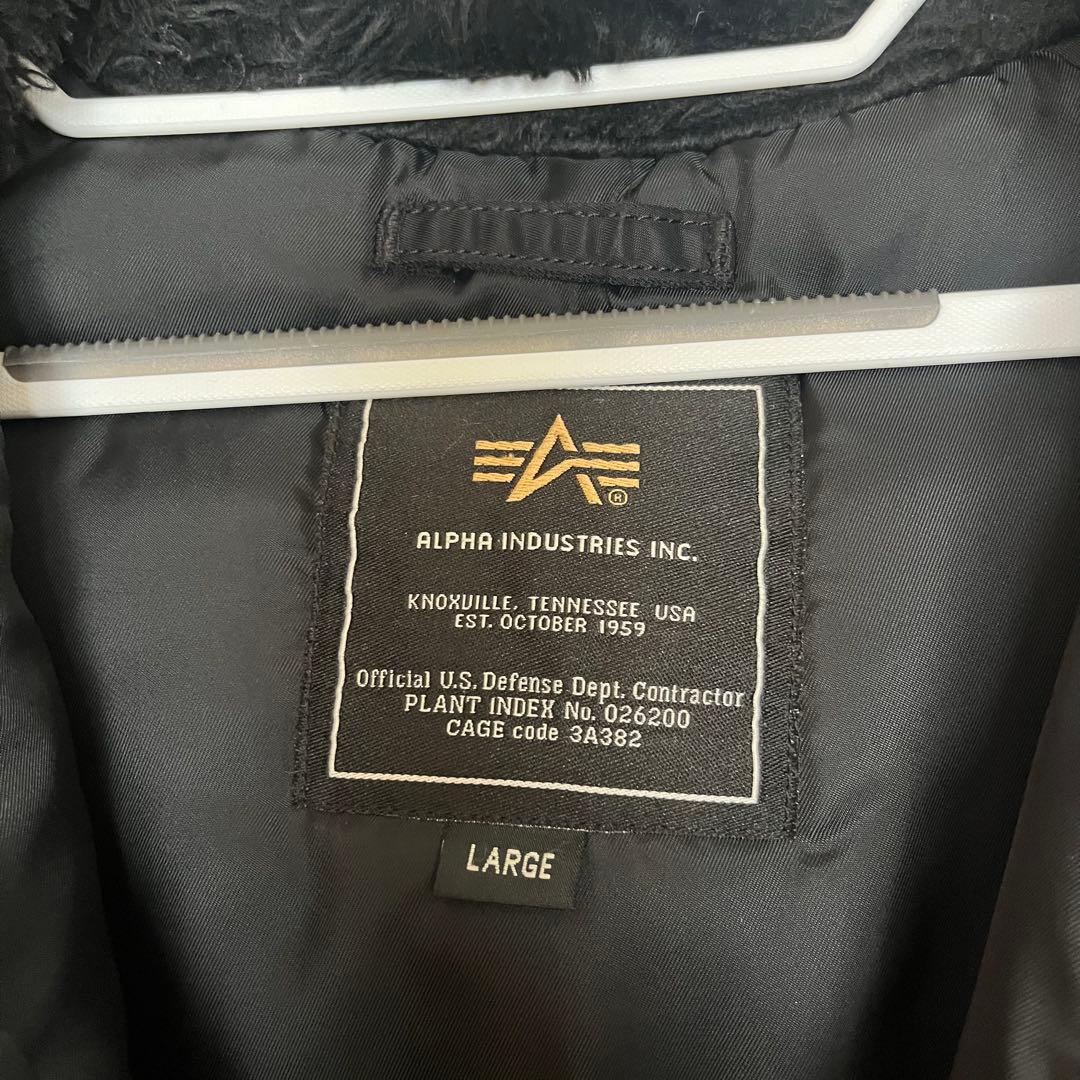 ®
ALPHA INDUSTRIES INC.
KNOXVILLE, TENNESSEE USA
EST. OCTOBER 1959
Official U.S. Defense Dept. Contractor
PLANT INDEX No. 026200
CAGE code 3A382
LARGE